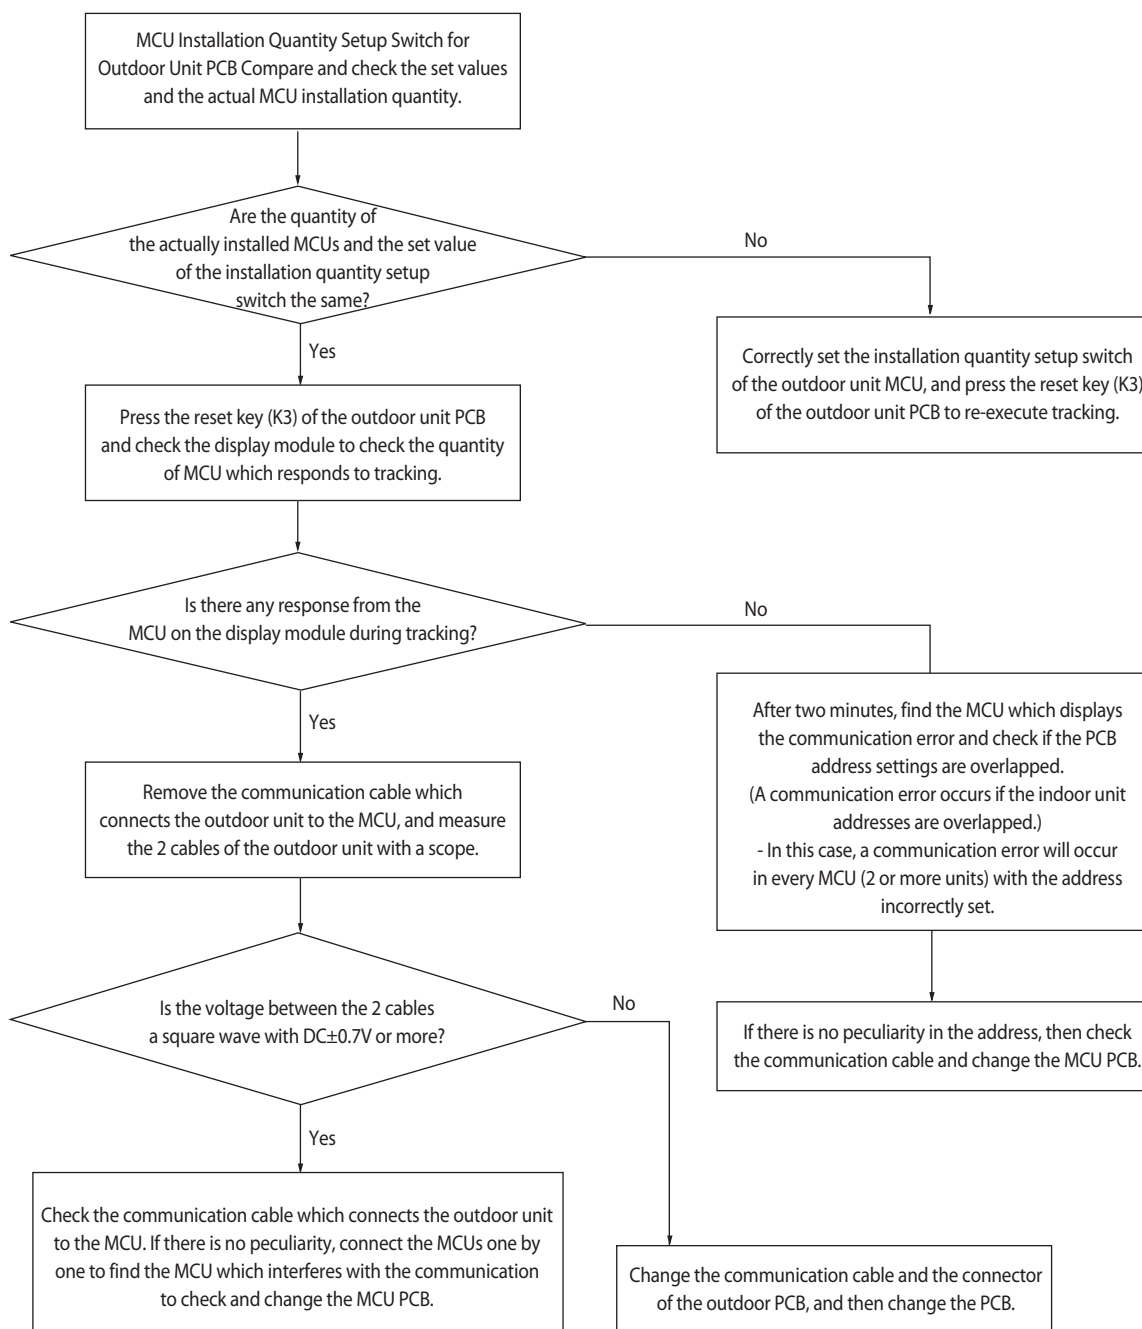 MCU Installation Quantity Setup Switch for
Outdoor Unit PCB Compare and check the set values
and the actual MCU installation quantity.
Are the quantity of
the actually installed MCUs and the set value
of the installation quantity setup
switch the same?
No
Yes
Correctly set the installation quantity setup switch
of the outdoor unit MCU, and press the reset key (K3)
of the outdoor unit PCB to re-execute tracking.
Press the reset key (K3) of the outdoor unit PCB
and check the display module to check the quantity
of MCU which responds to tracking.
Is there any response from the
MCU on the display module during tracking?
No
Yes
After two minutes, find the MCU which displays
the communication error and check if the PCB
address settings are overlapped.
(A communication error occurs if the indoor unit
addresses are overlapped.)
- In this case, a communication error will occur
in every MCU (2 or more units) with the address
incorrectly set.
Remove the communication cable which
connects the outdoor unit to the MCU, and measure
the 2 cables of the outdoor unit with a scope.
Is the voltage between the 2 cables
a square wave with DC±0.7V or more?
No
Yes
If there is no peculiarity in the address, then check
the communication cable and change the MCU PCB.
Check the communication cable which connects the outdoor unit
to the MCU. If there is no peculiarity, connect the MCUs one by
one to find the MCU which interferes with the communication
to check and change the MCU PCB.
Change the communication cable and the connector
of the outdoor PCB, and then change the PCB.